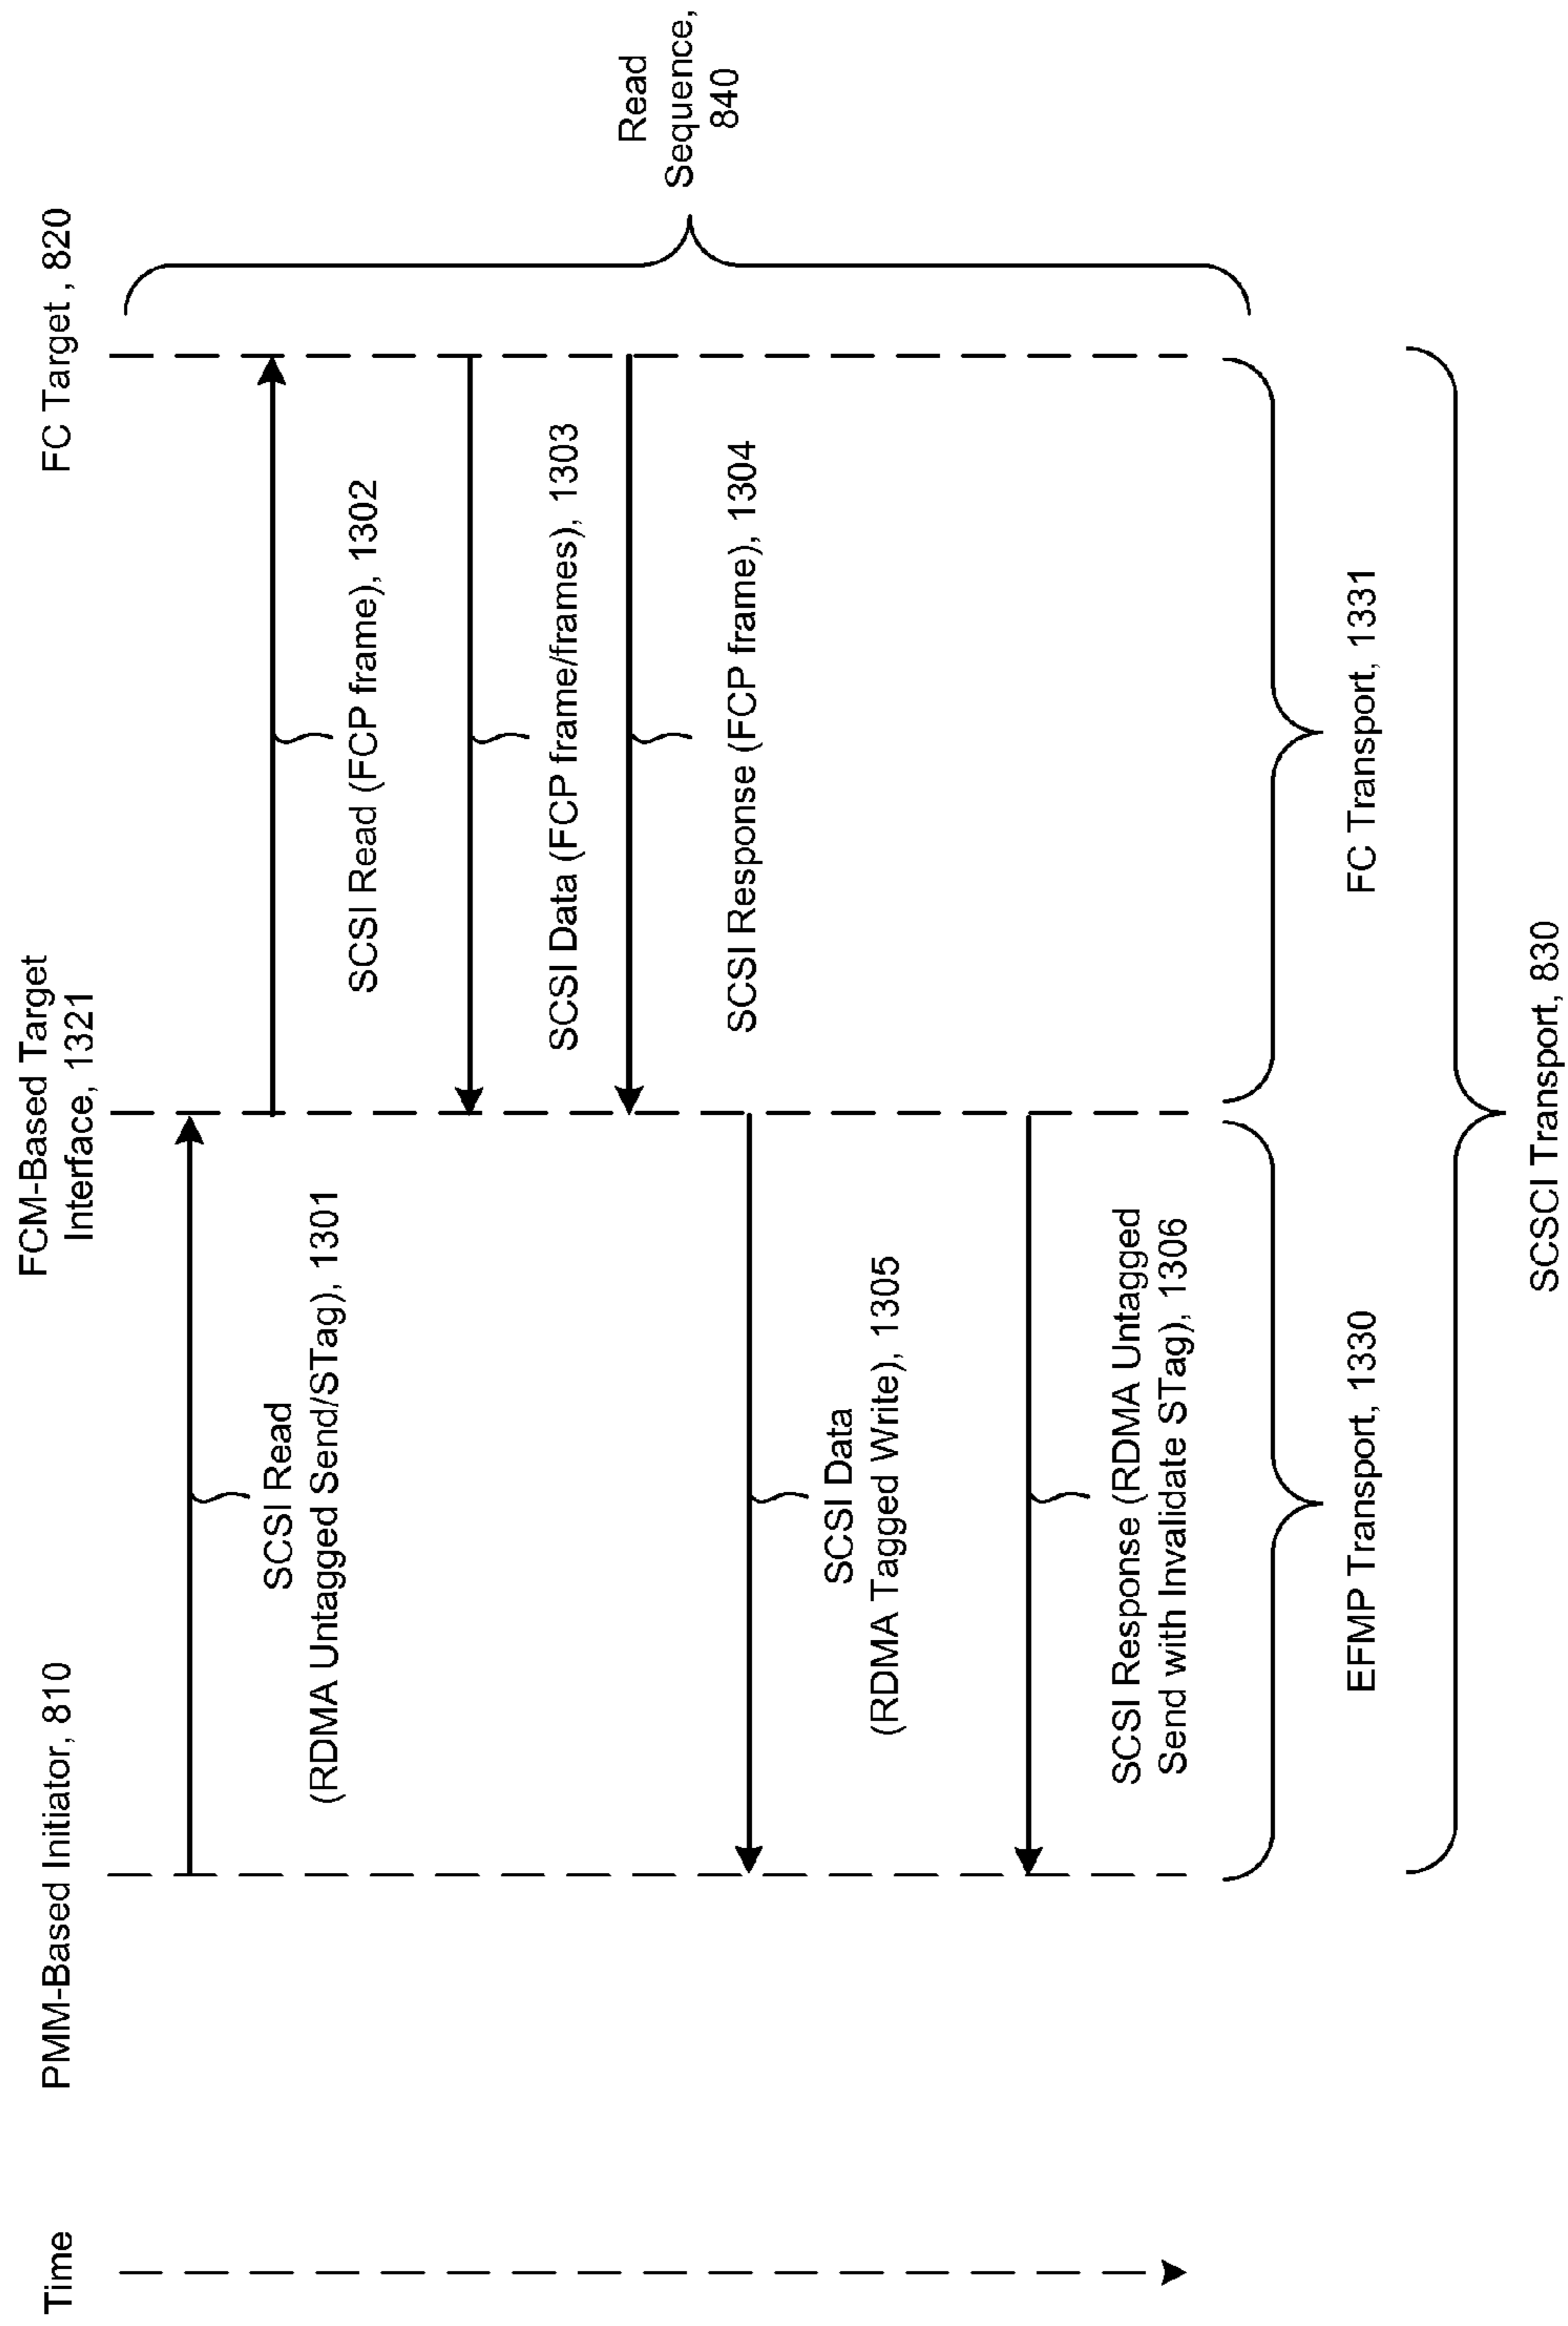 Time
PMM-Based Initiator, 810
FCM-Based Target
Interface, 1321
FC Target , 820
SCSI Read
(RDMA Untagged Send/STag), 1301
SCSI Read (FCP frame), 1302
SCSI Data (FCP frame/frames), 1303
SCSI Response (FCP frame), 1304
SCSI Data
(RDMA Tagged Write), 1305
SCSI Response (RDMA Untagged
Send with Invalidate STag), 1306
Read
Sequence,
840
EFMP Transport, 1330
FC Transport, 1331
SCSCI Transport, 830